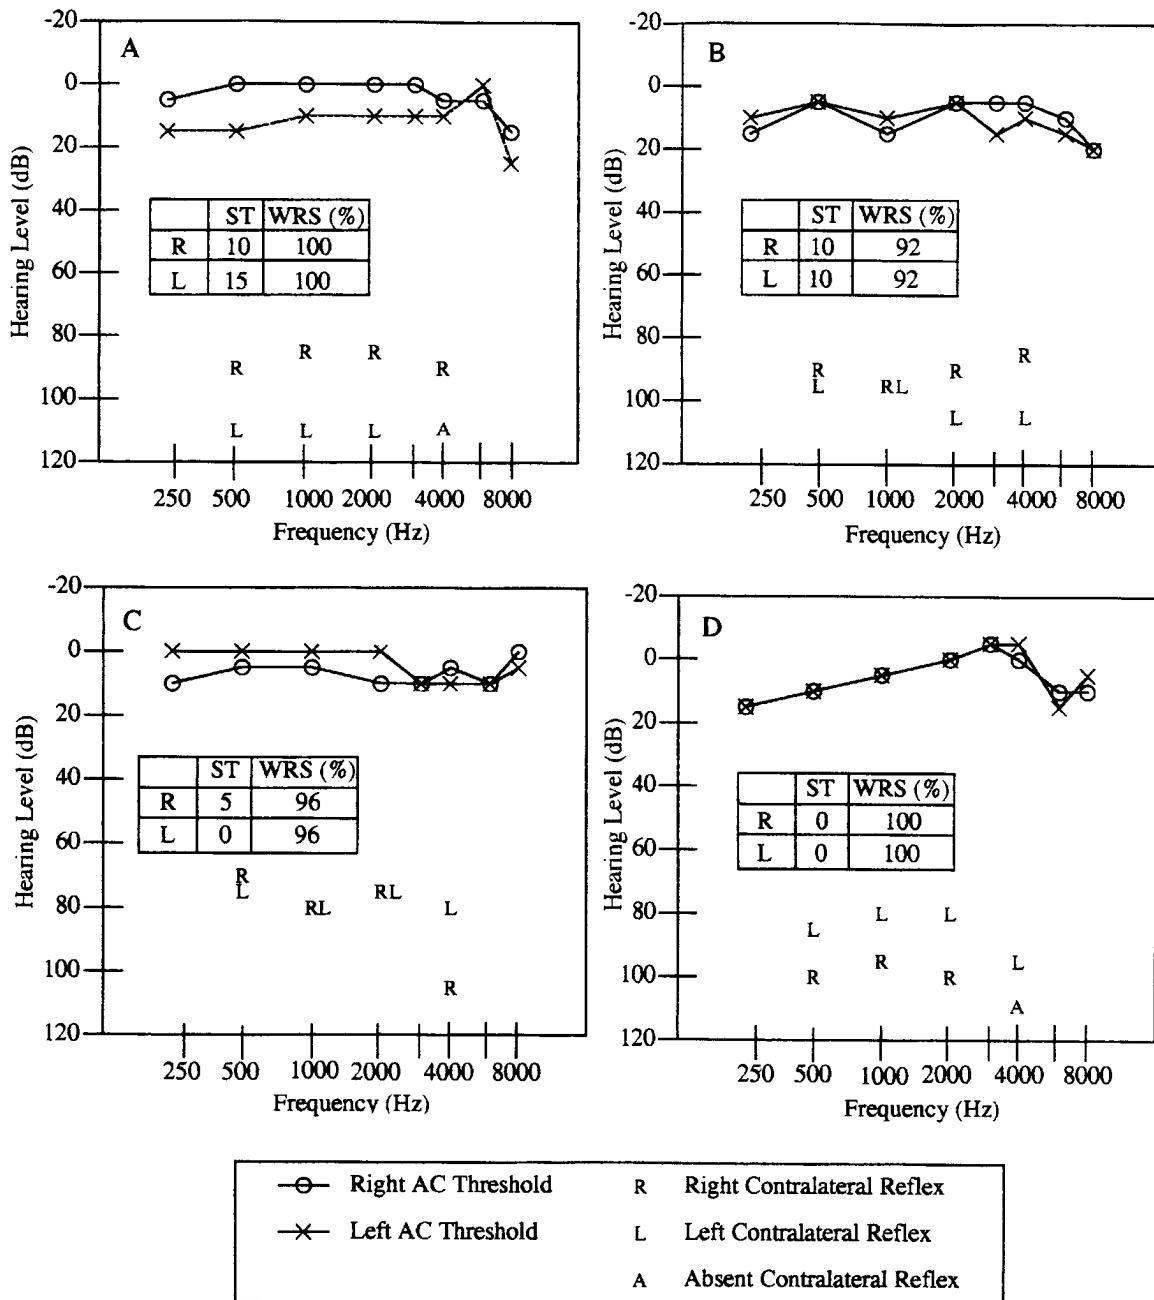 A
-20
0
20
40
60
80
100
120
Hearing Level (dB)
ST WRS (%)
R 10 100
L 15 100
R R R R
L L L A
250 500 1000 2000 4000 8000
Frequency (Hz)
B
-20
0
20
40
60
80
100
120
Hearing Level (dB)
ST WRS (%)
R 10 92
L 10 92
R
R R
L RL
L L
250 500 1000 2000 4000 8000
Frequency (Hz)
C
-20
0
20
40
60
80
100
120
Hearing Level (dB)
ST WRS (%)
R 5 96
L 0 96
R
L RL RL L
R
250 500 1000 2000 4000 8000
Frequency (Hz)
D
-20
0
20
40
60
80
100
120
Hearing Level (dB)
ST WRS (%)
R 0 100
L 0 100
L L L L
R R R A
250 500 1000 2000 4000 8000
Frequency (Hz)
Right AC Threshold R Right Contralateral Reflex
Left AC Threshold L Left Contralateral Reflex
A Absent Contralateral Reflex